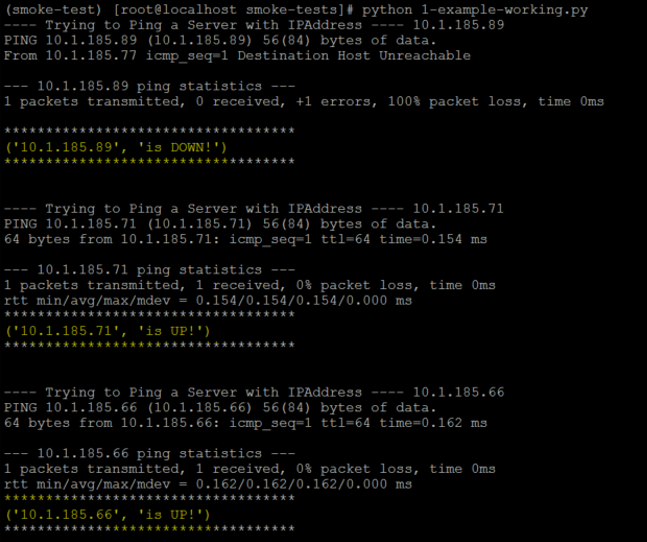 (smoke-test) [root@localhost smoke-tests]# python 1-example-working.py
---- Trying to Ping a Server with IPAddress ---- 10.1.185.89
PING 10.1.185.89 (10.1.185.89) 56(84) bytes of data.
From 10.1.185.77 icmp_seq=1 Destination Host Unreachable
--- 10.1.185.89 ping statistics ---
1 packets transmitted, 0 received, +1 errors, 100% packet loss, time 0ms
***********************************
('10.1.185.89', 'is DOWN!')
***********************************
---- Trying to Ping a Server with IPAddress ---- 10.1.185.71
PING 10.1.185.71 (10.1.185.71) 56(84) bytes of data.
64 bytes from 10.1.185.71: icmp_seq=1 ttl=64 time=0.154 ms
--- 10.1.185.71 ping statistics ---
1 packets transmitted, 1 received, 0% packet loss, time 0ms
rtt min/avg/max/mdev = 0.154/0.154/0.154/0.000 ms
***********************************
('10.1.185.71', 'is UP!')
***********************************
---- Trying to Ping a Server with IPAddress ---- 10.1.185.66
PING 10.1.185.66 (10.1.185.66) 56(84) bytes of data.
64 bytes from 10.1.185.66: icmp_seq=1 ttl=64 time=0.162 ms
--- 10.1.185.66 ping statistics ---
1 packets transmitted, 1 received, 0% packet loss, time 0ms
rtt min/avg/max/mdev = 0.162/0.162/0.162/0.000 ms
***********************************
('10.1.185.66', 'is UP!')
***********************************